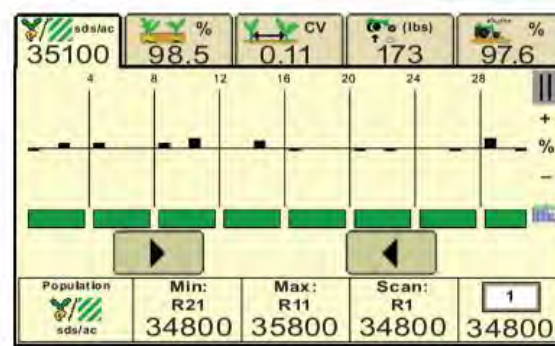 sds/ac % CV (lbs) %
35100 98.5 0.11 173 97.6
4 8 12 16 20 24 28
+
%
−
Population Min: Max: Scan: 1
R21 R11 R1
sds/ac 34800 35800 34800 34800